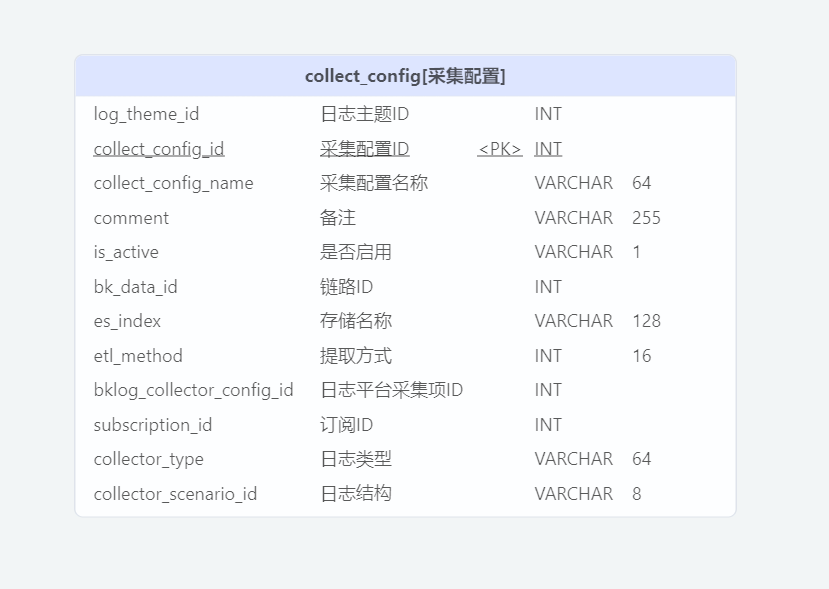 collect_config[采集配置]
log_theme_id 日志主题ID INT
collect_config_id 采集配置ID <PK> INT
collect_config_name 采集配置名称 VARCHAR 64
comment 备注 VARCHAR 255
is_active 是否启用 VARCHAR 1
bk_data_id 链路ID INT
es_index 存储名称 VARCHAR 128
etl_method 提取方式 INT 16
bklog_collector_config_id 日志平台采集项ID INT
subscription_id 订阅ID INT
collector_type 日志类型 VARCHAR 64
collector_scenario_id 日志结构 VARCHAR 8